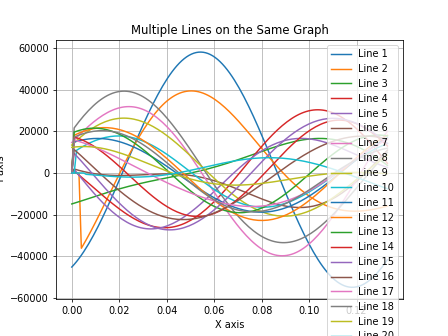 Multiple Lines on the Same Graph
60000
40000
20000
0
−20000
−40000
−60000
0.00
0.02
0.04
0.06
0.08
0.10
X axis
Line 1
Line 2
Line 3
Line 4
Line 5
Line 6
Line 7
Line 8
Line 9
Line 10
Line 11
Line 12
Line 13
Line 14
Line 15
Line 16
Line 17
Line 18
Line 19
Line 20